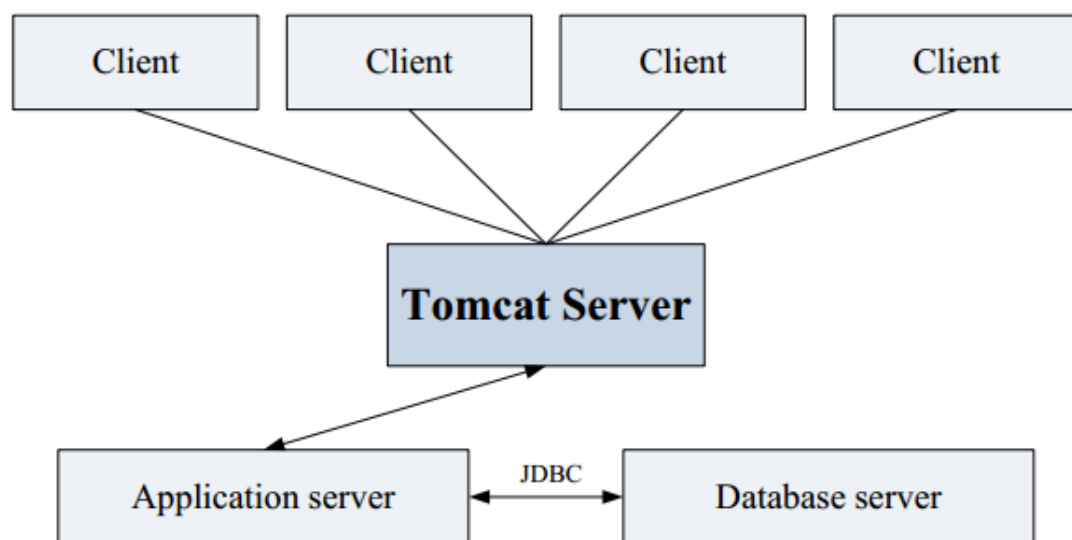 Client
Client
Client
Client
Tomcat Server
JDBC
Application server
Database server